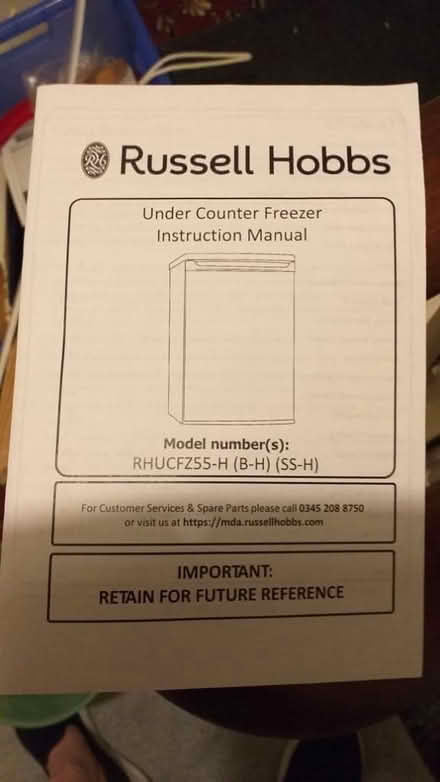 RH
Russell Hobbs
Under Counter Freezer
Instruction Manual
Model number(s):
RHUCFZ55-H (B-H) (SS-H)
For Customer Services & Spare Parts please call 0345 208 8750
or visit us at https://mda.russellhobbs.com
IMPORTANT:
RETAIN FOR FUTURE REFERENCE